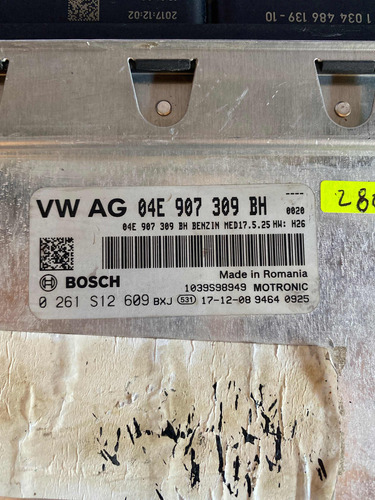 2017-12-02
1 034 486 139-10
VW AG 04E 907 309 BH 0020
04E 907 309 BH BENZIN MED17.5.25 HW: H26
BOSCH
Made in Romania
1039S98949 MOTRONIC
0 261 S12 609 BXJ 531 17-12-08 9464 0925